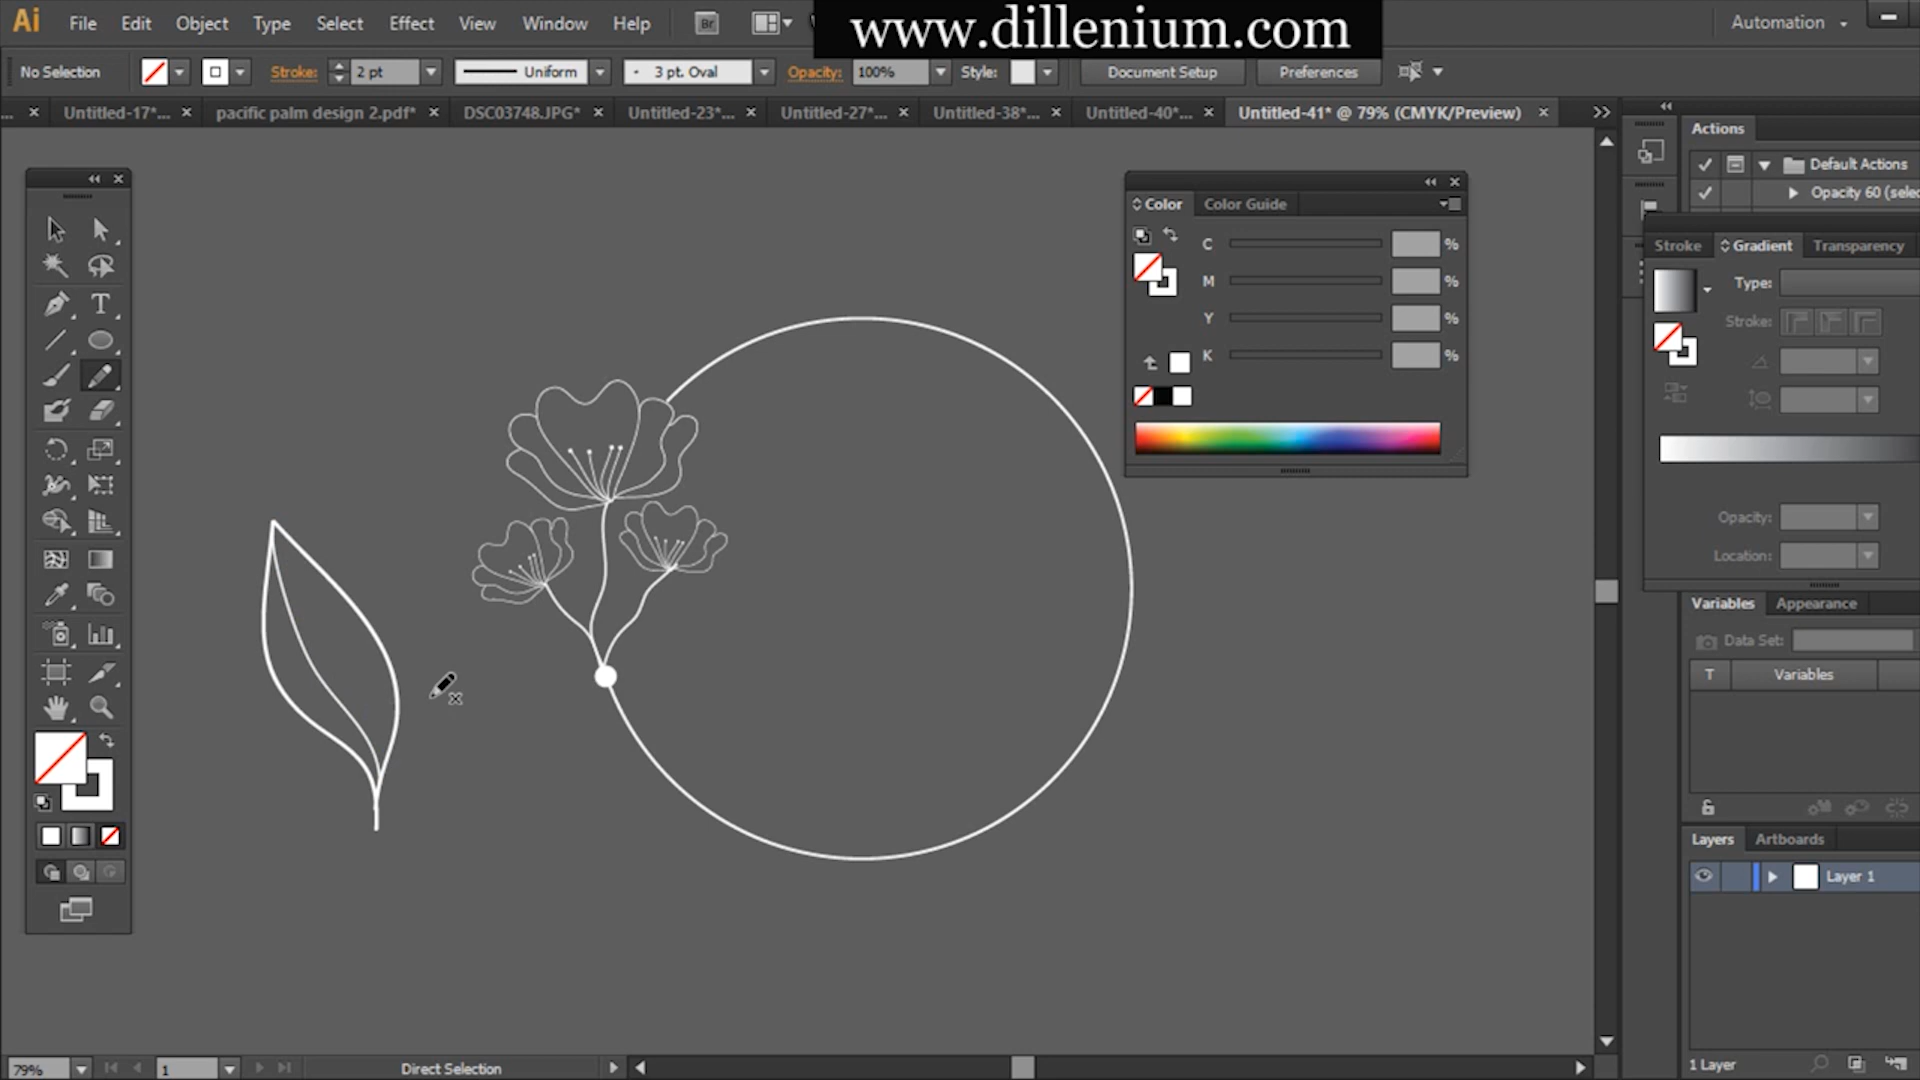 www.dillenium.com
Ai File Edit Object Type Select Effect View Window Help Br Automation
No Selection Stroke: 2 pt Uniform 3 pt. Oval Opacity: 100% Style: Document Setup Preferences
... Untitled-17*... pacific palm design 2.pdf* DSC03748.JPG* Untitled-23*... Untitled-27*... Untitled-38*... Untitled-40*... Untitled-41* @ 79% (CMYK/Preview)
Actions
Default Actions
Opacity 60 (selec
Color Color Guide
C %
M %
Y %
K %
Stroke Gradient Transparency
Type:
Stroke:
Opacity:
Location:
Variables Appearance
Data Set:
T Variables
Layers Artboards
Layer 1
1 Layer
79% 1 Direct Selection